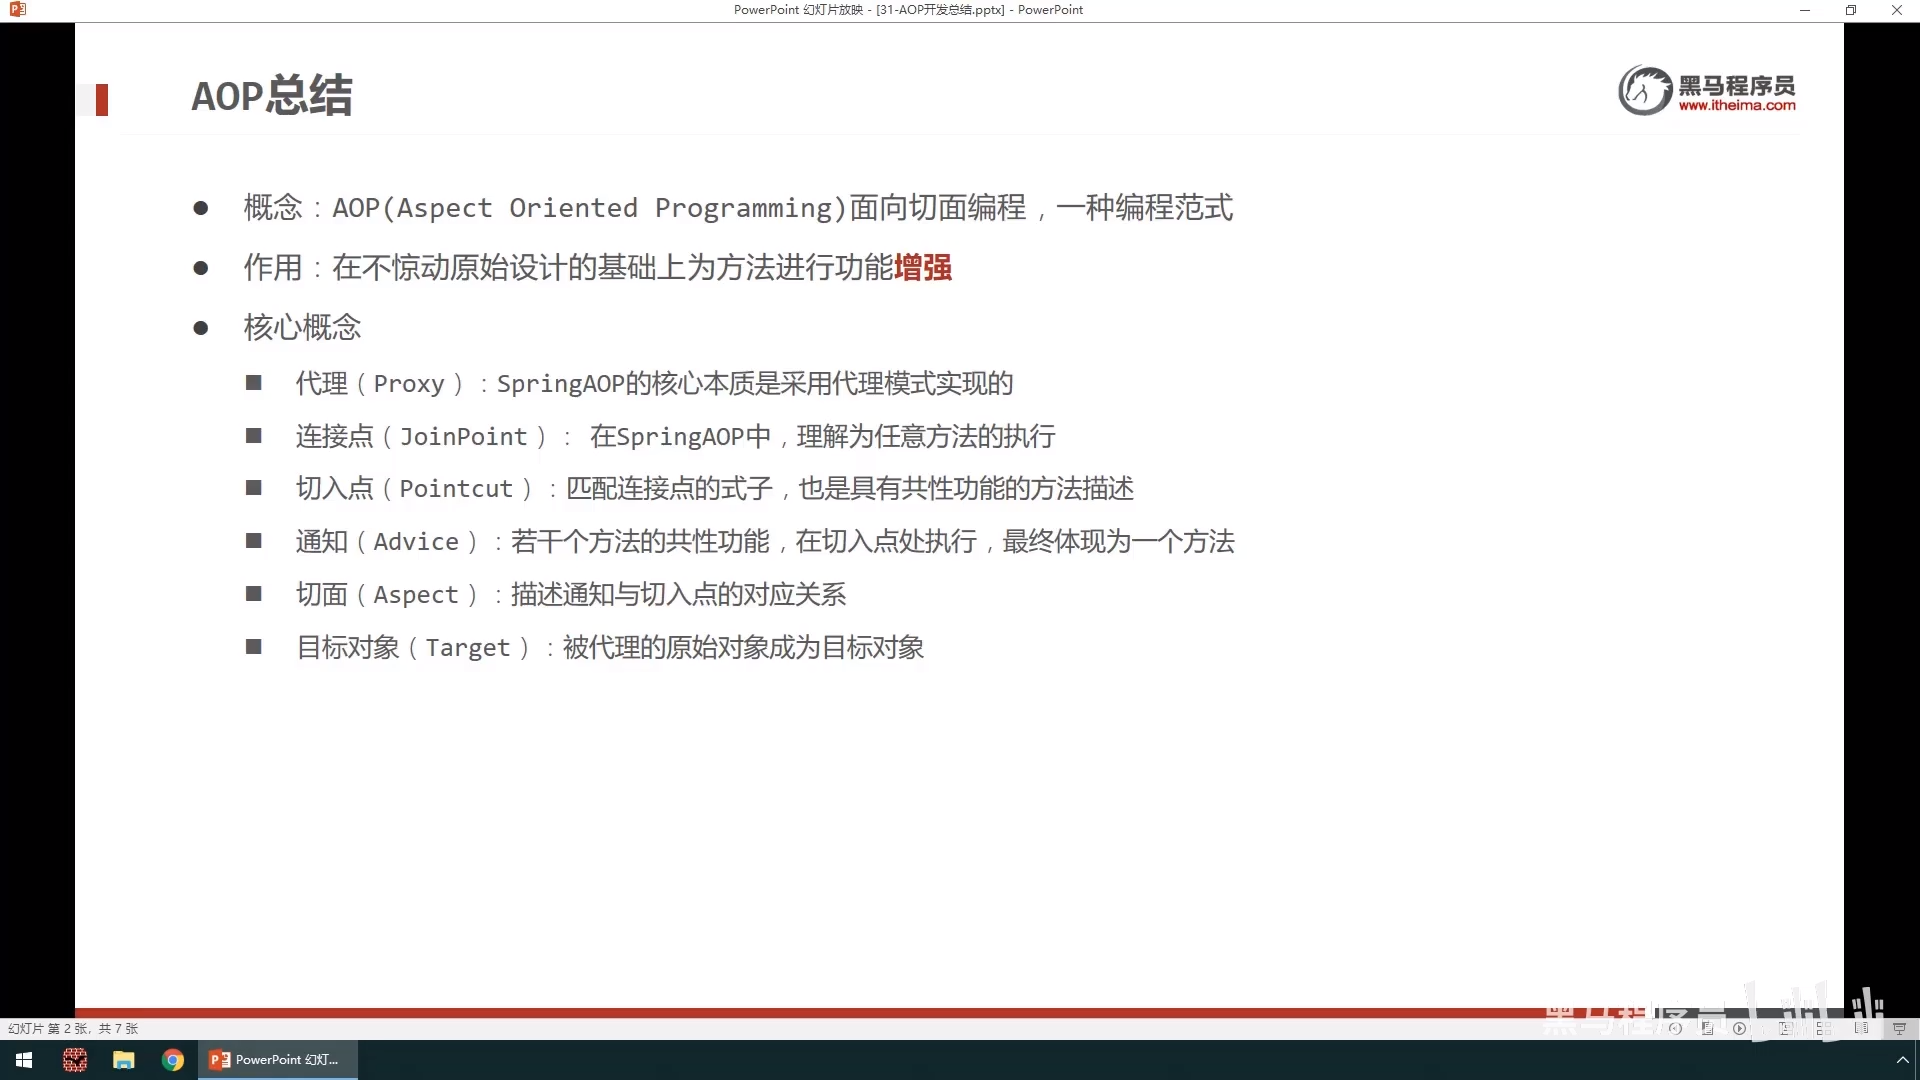 PowerPoint 幻灯片放映 - [31-AOP开发总结.pptx] - PowerPoint
AOP总结
黑马程序员
www.itheima.com
● 概念：AOP(Aspect Oriented Programming)面向切面编程，一种编程范式
● 作用：在不惊动原始设计的基础上为方法进行功能增强
● 核心概念
■ 代理（Proxy）：SpringAOP的核心本质是采用代理模式实现的
■ 连接点（JoinPoint）： 在SpringAOP中，理解为任意方法的执行
■ 切入点（Pointcut）：匹配连接点的式子，也是具有共性功能的方法描述
■ 通知（Advice）：若干个方法的共性功能，在切入点处执行，最终体现为一个方法
■ 切面（Aspect）：描述通知与切入点的对应关系
■ 目标对象（Target）：被代理的原始对象成为目标对象
黑马程序员
幻灯片 第 2 张，共 7 张
PowerPoint 幻灯...